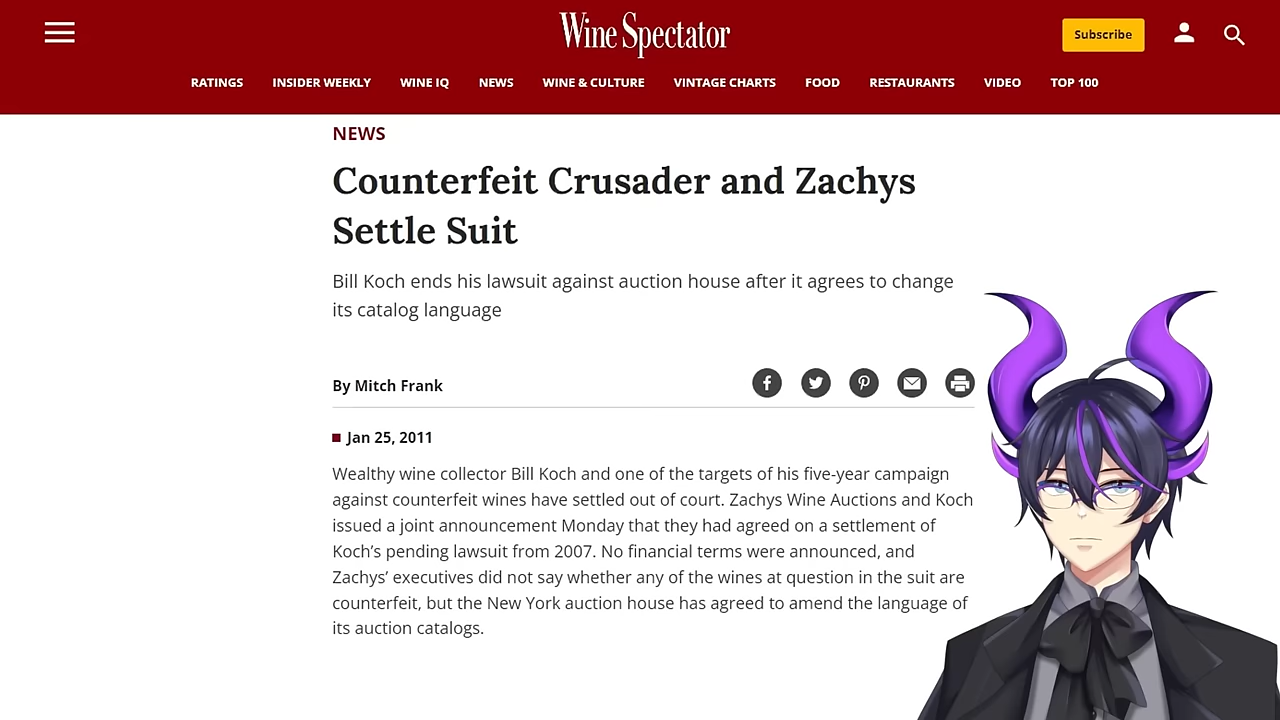 Wine Spectator
Subscribe
RATINGS INSIDER WEEKLY WINE IQ NEWS WINE & CULTURE VINTAGE CHARTS FOOD RESTAURANTS VIDEO TOP 100
NEWS
Counterfeit Crusader and Zachys
Settle Suit
Bill Koch ends his lawsuit against auction house after it agrees to change
its catalog language
By Mitch Frank
Jan 25, 2011
Wealthy wine collector Bill Koch and one of the targets of his five-year campaign
against counterfeit wines have settled out of court. Zachys Wine Auctions and Koch
issued a joint announcement Monday that they had agreed on a settlement of
Koch’s pending lawsuit from 2007. No financial terms were announced, and
Zachys’ executives did not say whether any of the wines at question in the suit are
counterfeit, but the New York auction house has agreed to amend the language of
its auction catalogs.